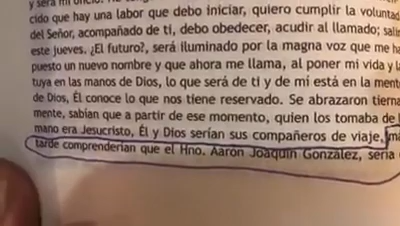 y será mi
cido que hay una labor que debo iniciar, quiero cumplir la voluntad
del Señor, acompañado de ti, debo obedecer, acudir al llamado;
este jueves. ¿El futuro?, será iluminado por la magna voz que me ha
puesto un nuevo nombre y que ahora me llama, al poner mi vida y la
tuya en las manos de Dios, lo que será de ti y de mí está en la mente
de Dios, Él conoce lo que nos tiene reservado. Se abrazaron tierna
mente, sabían que a partir de ese momento, quien los tomaba de
mano era Jesucristo, Él y Dios serían sus compañeros de viaje,
tarde comprenderían que el Hno. Aarón Joaquín González, sería